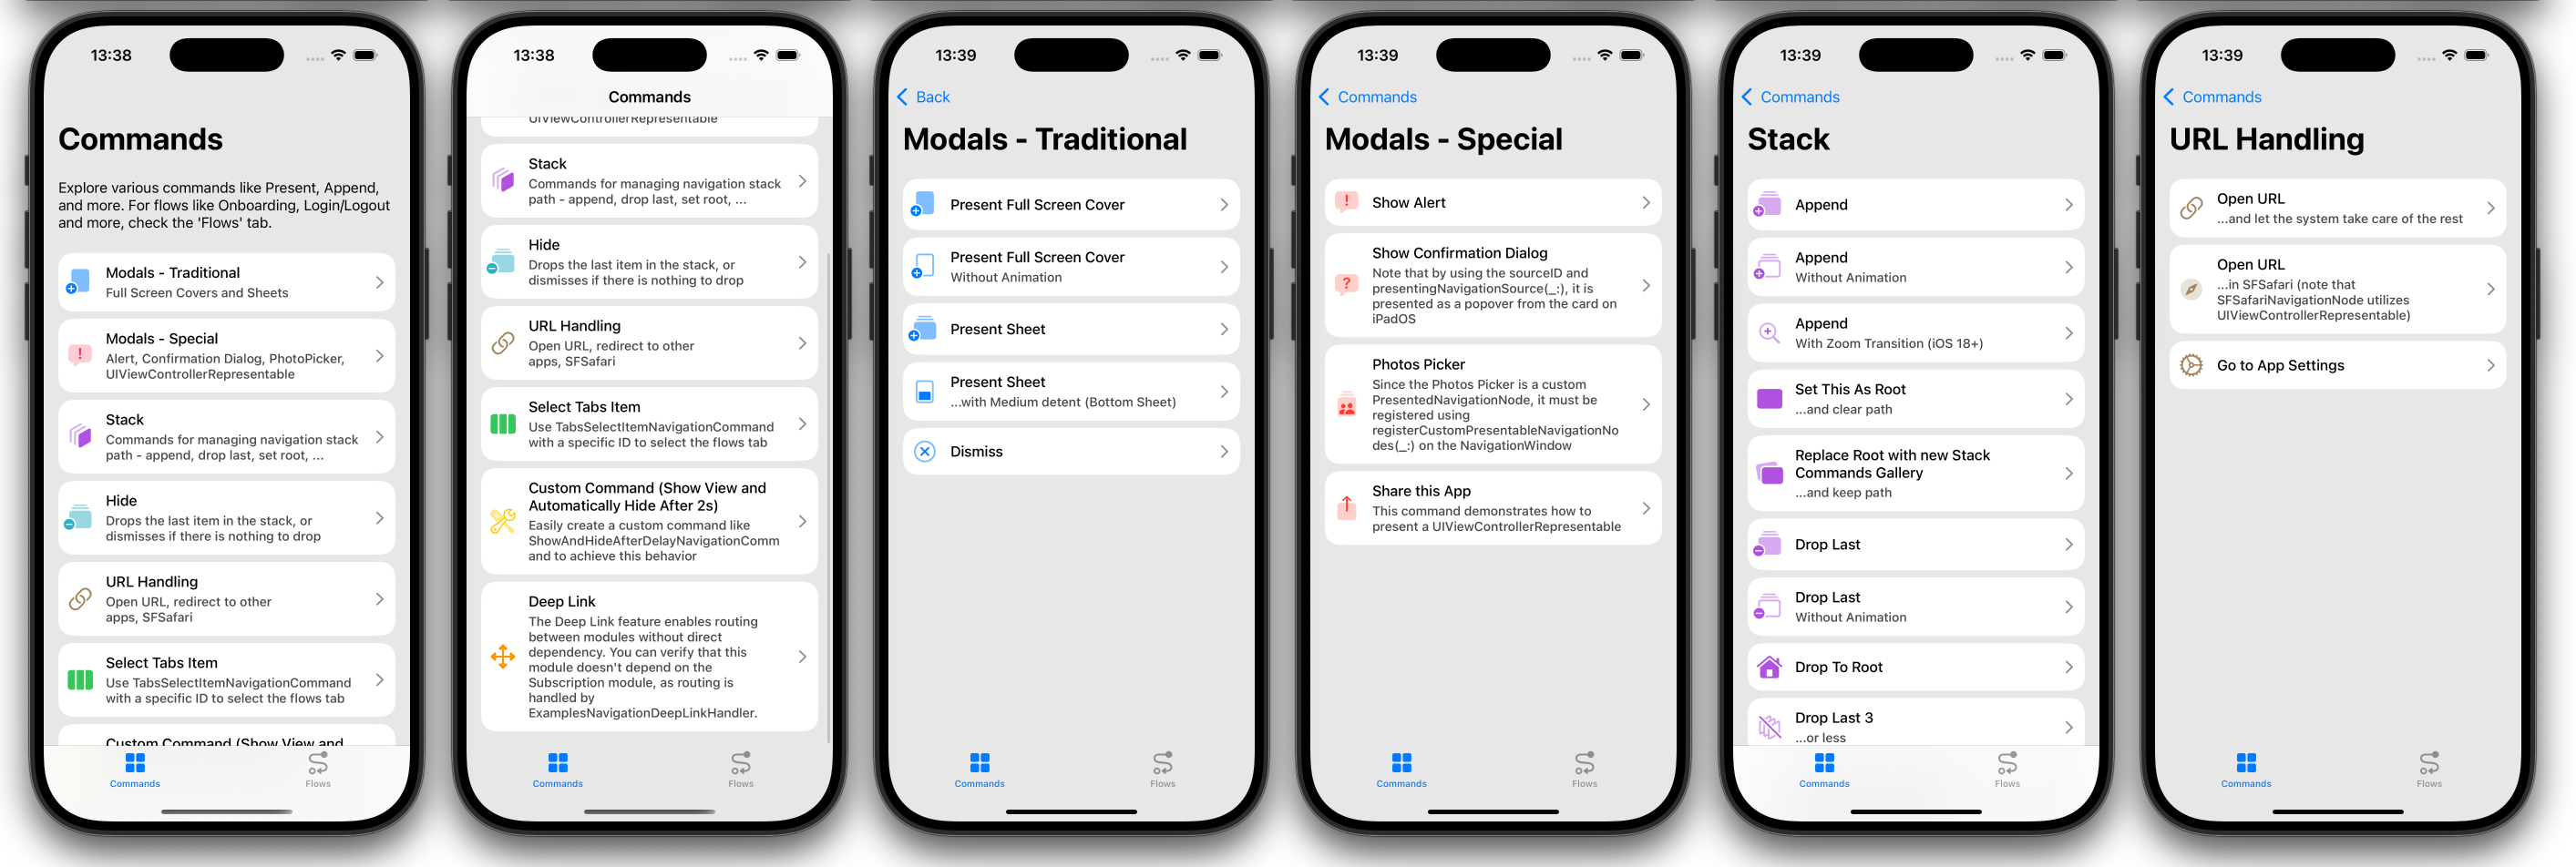 13:38
Commands
Explore various commands like Present, Append,
and more. For flows like Onboarding, Login/Logout
and more, check the 'Flows' tab.
Modals - Traditional
Full Screen Covers and Sheets
Modals - Special
Alert, Confirmation Dialog, PhotoPicker,
UIViewControllerRepresentable
Stack
Commands for managing navigation stack
path - append, drop last, set root, ...
Hide
Drops the last item in the stack, or
dismisses if there is nothing to drop
URL Handling
Open URL, redirect to other
apps, SFSafari
Select Tabs Item
Use TabsSelectItemNavigationCommand
with a specific ID to select the flows tab
Custom Command (Show View and
Commands
Flows
13:38
Commands
UIViewControllerRepresentable
Stack
Commands for managing navigation stack
path - append, drop last, set root, ...
Hide
Drops the last item in the stack, or
dismisses if there is nothing to drop
URL Handling
Open URL, redirect to other
apps, SFSafari
Select Tabs Item
Use TabsSelectItemNavigationCommand
with a specific ID to select the flows tab
Custom Command (Show View and
Automatically Hide After 2s)
Easily create a custom command like
ShowAndHideAfterDelayNavigationComm
and to achieve this behavior
Deep Link
The Deep Link feature enables routing
between modules without direct
dependency. You can verify that this
module doesn't depend on the
Subscription module, as routing is
handled by
ExamplesNavigationDeepLinkHandler.
Commands
Flows
13:39
Back
Modals - Traditional
Present Full Screen Cover
Present Full Screen Cover
Without Animation
Present Sheet
Present Sheet
...with Medium detent (Bottom Sheet)
Dismiss
Commands
Flows
13:39
Commands
Modals - Special
Show Alert
Show Confirmation Dialog
Note that by using the sourceID and
presentingNavigationSource(_:), it is
presented as a popover from the card on
iPadOS
Photos Picker
Since the Photos Picker is a custom
PresentedNavigationNode, it must be
registered using
registerCustomPresentableNavigationNo
des(_:) on the NavigationWindow
Share this App
This command demonstrates how to
present a UIViewControllerRepresentable
Commands
Flows
13:39
Commands
Stack
Append
Append
Without Animation
Append
With Zoom Transition (iOS 18+)
Set This As Root
...and clear path
Replace Root with new Stack
Commands Gallery
...and keep path
Drop Last
Drop Last
Without Animation
Drop To Root
Drop Last 3
...or less
Commands
Flows
13:39
Commands
URL Handling
Open URL
...and let the system take care of the rest
Open URL
...in SFSafari (note that
SFSafariNavigationNode utilizes
UIViewControllerRepresentable)
Go to App Settings
Commands
Flows